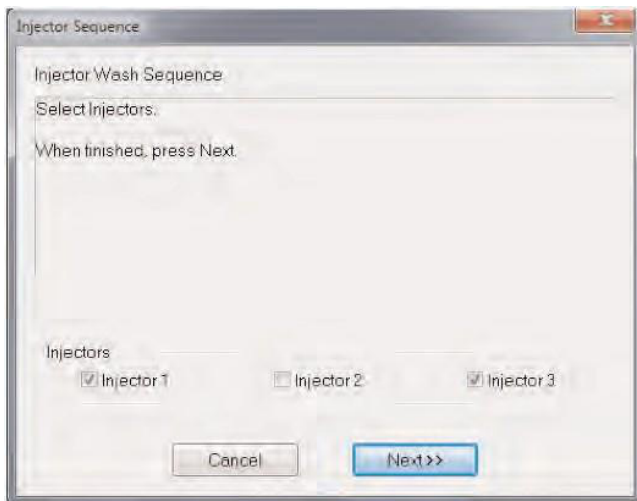 Injector Sequence
Injector Wash Sequence
Select Injectors.
When finished, press Next.
Injectors
Injector 1 Injector 2 Injector 3
Cancel Next>>